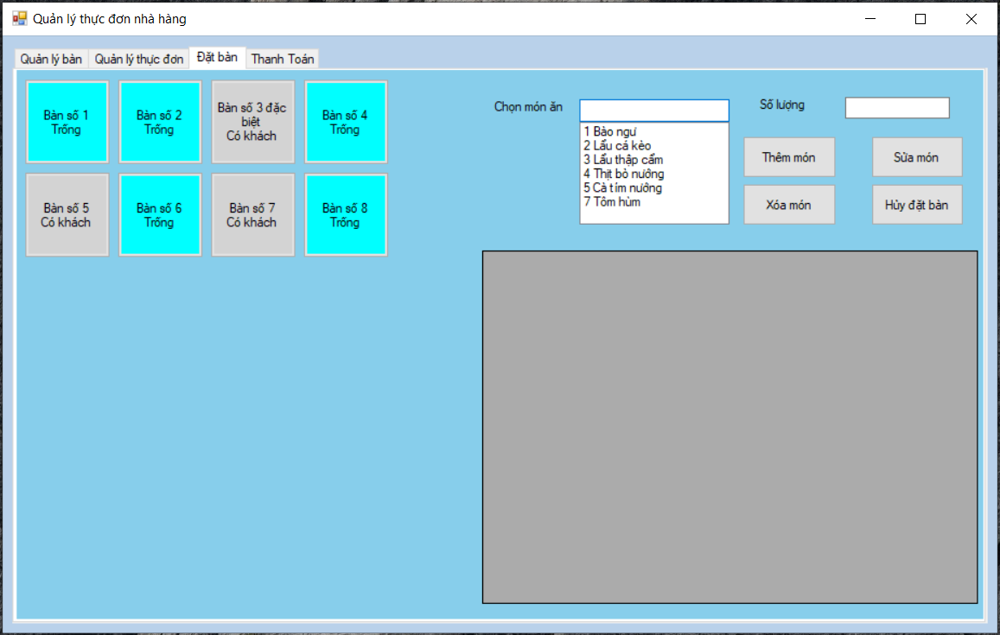 Quản lý thực đơn nhà hàng
Quản lý bàn
Quản lý thực đơn
Đặt bàn
Thanh Toán
Bàn số 1
Trống
Bàn số 2
Trống
Bàn số 3 đặc
biệt
Có khách
Bàn số 4
Trống
Bàn số 5
Có khách
Bàn số 6
Trống
Bàn số 7
Có khách
Bàn số 8
Trống
Chọn món ăn
1 Bào ngư
2 Lẩu cá kèo
3 Lẩu thập cẩm
4 Thịt bò nướng
5 Cà tím nướng
7 Tôm hùm
Số lượng
Thêm món
Sửa món
Xóa món
Hủy đặt bàn